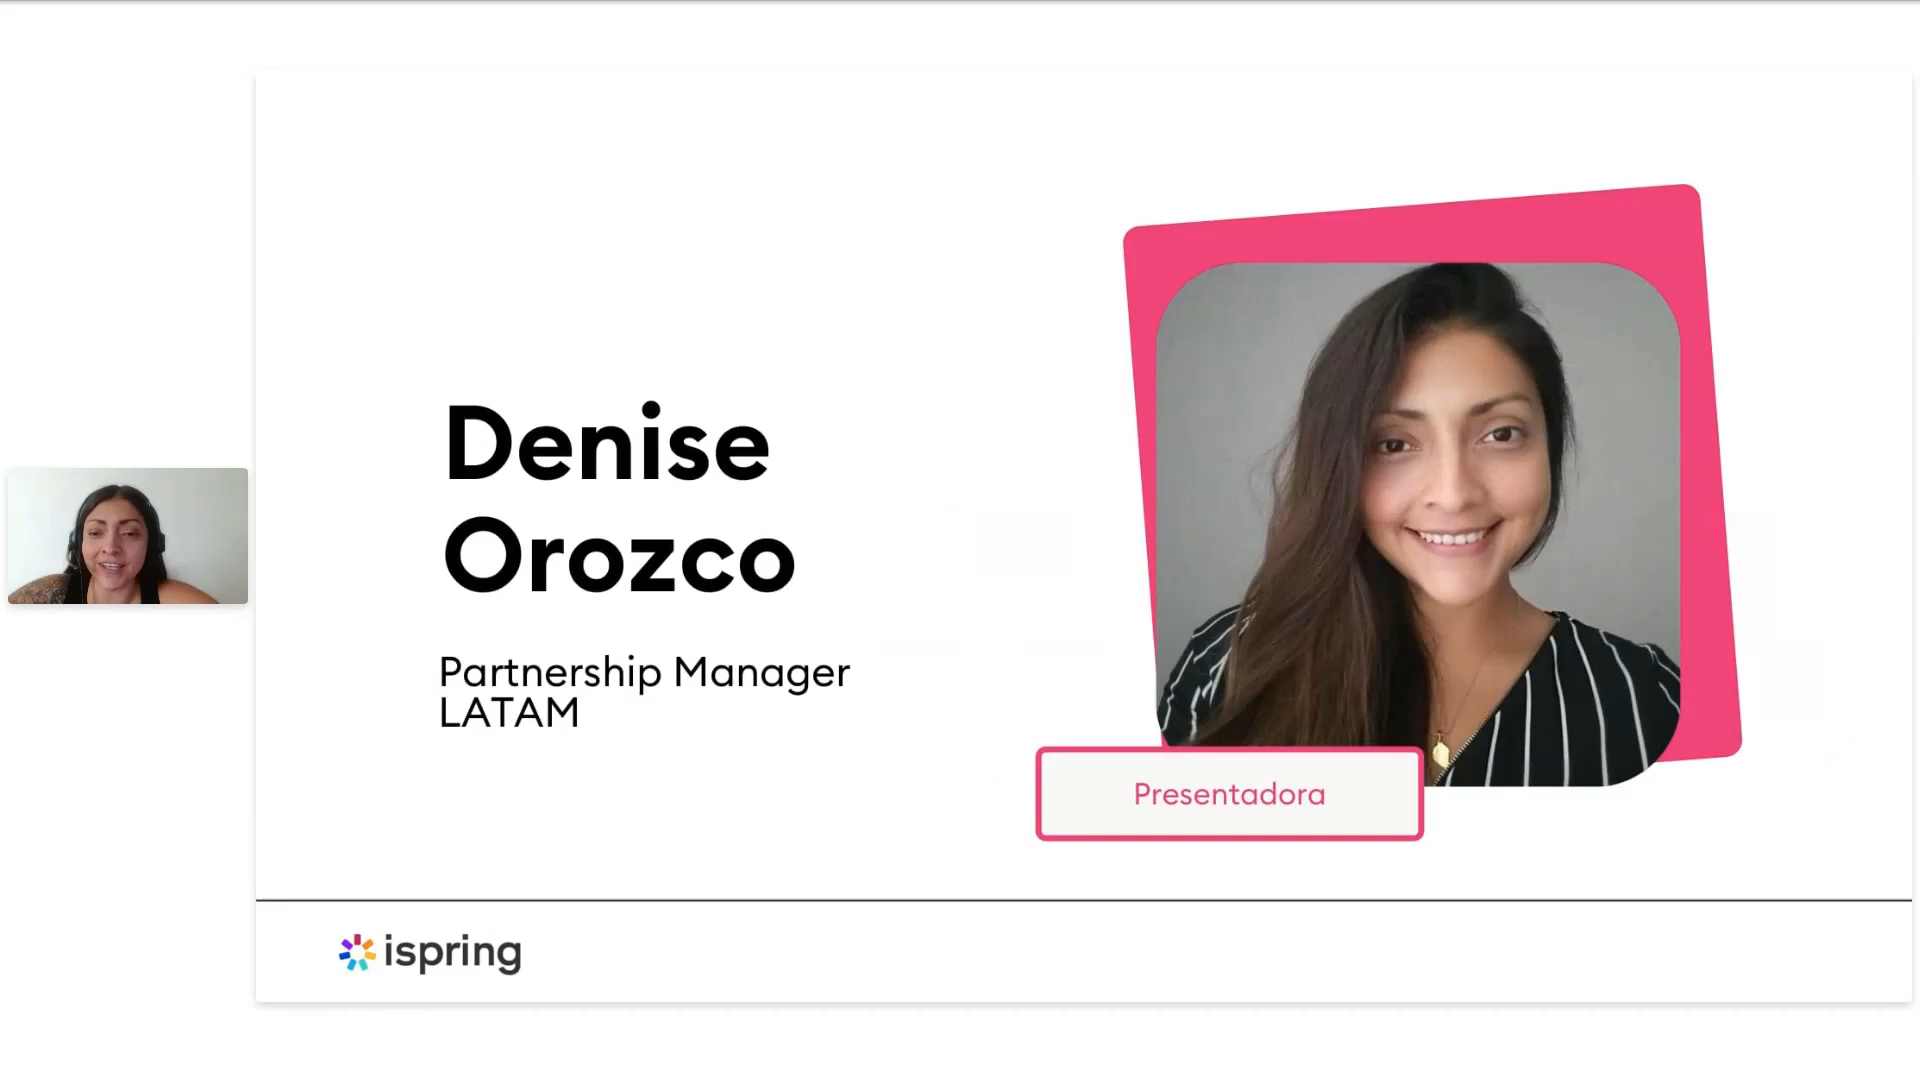 Denise
Orozco
Partnership Manager
LATAM
Presentadora
ispring